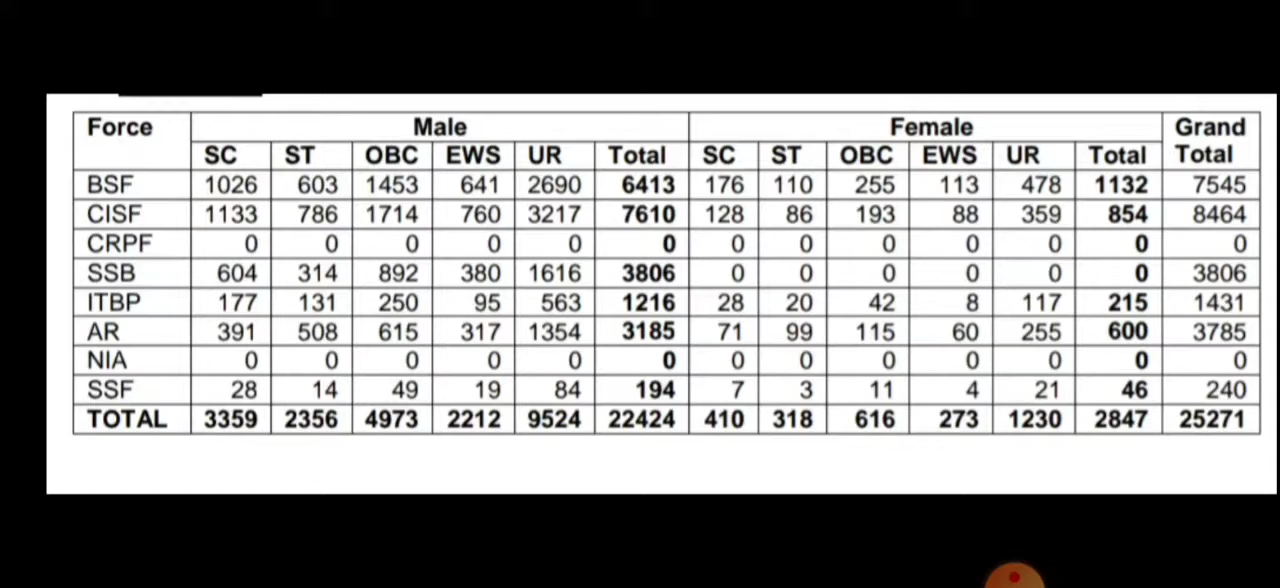 Force Male Female Grand Total
SC ST OBC EWS UR Total SC ST OBC EWS UR Total
BSF 1026 603 1453 641 2690 6413 176 110 255 113 478 1132 7545
CISF 1133 786 1714 760 3217 7610 128 86 193 88 359 854 8464
CRPF 0 0 0 0 0 0 0 0 0 0 0 0 0
SSB 604 314 892 380 1616 3806 0 0 0 0 0 0 3806
ITBP 177 131 250 95 563 1216 28 20 42 8 117 215 1431
AR 391 508 615 317 1354 3185 71 99 115 60 255 600 3785
NIA 0 0 0 0 0 0 0 0 0 0 0 0 0
SSF 28 14 49 19 84 194 7 3 11 4 21 46 240
TOTAL 3359 2356 4973 2212 9524 22424 410 318 616 273 1230 2847 25271